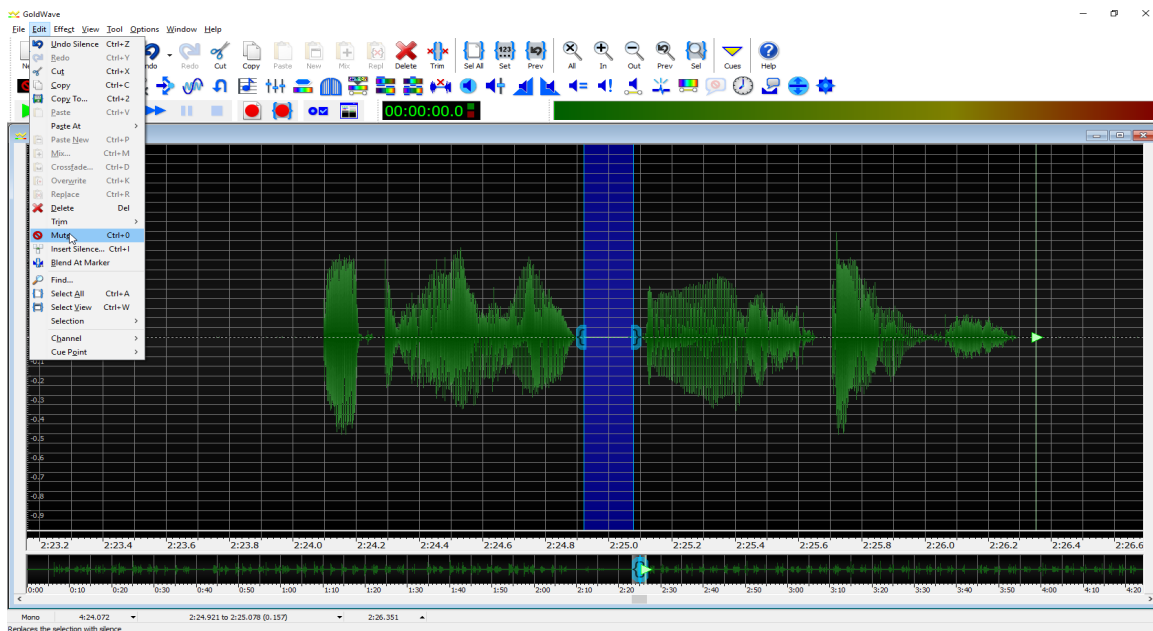 GoldWave
File Edit Effect View Tool Options Window Help
Undo Silence Ctrl+Z
Redo Ctrl+Y
Cut Ctrl+X
Copy Ctrl+C
Copy To... Ctrl+2
Paste Ctrl+V
Paste At
Paste New Ctrl+P
Mix... Ctrl+M
Crossfade... Ctrl+D
Overwrite Ctrl+K
Replace Ctrl+R
Delete Del
Trim
Mute Ctrl+0
Insert Silence... Ctrl+I
Blend At Marker
Find...
Select All Ctrl+A
Select View Ctrl+W
Selection
Channel
Cue Point
Redo Cut Copy Paste New Mix Repl Delete Trim Sel All Set Prev All In Out Prev Sel Cues Help
123
00:00:00.0
-0.2
-0.3
-0.4
-0.5
-0.6
-0.7
-0.8
-0.9
2:23.2 2:23.4 2:23.6 2:23.8 2:24.0 2:24.2 2:24.4 2:24.6 2:24.8 2:25.0 2:25.2 2:25.4 2:25.6 2:25.8 2:26.0 2:26.2 2:26.4 2:26.6
0:00 0:10 0:20 0:30 0:40 0:50 1:00 1:10 1:20 1:30 1:40 1:50 2:00 2:10 2:20 2:30 2:40 2:50 3:00 3:10 3:20 3:30 3:40 3:50 4:00 4:10 4:20
Mono 4:24.072 2:24.921 to 2:25.078 (0.157) 2:26.351
Replaces the selection with silence